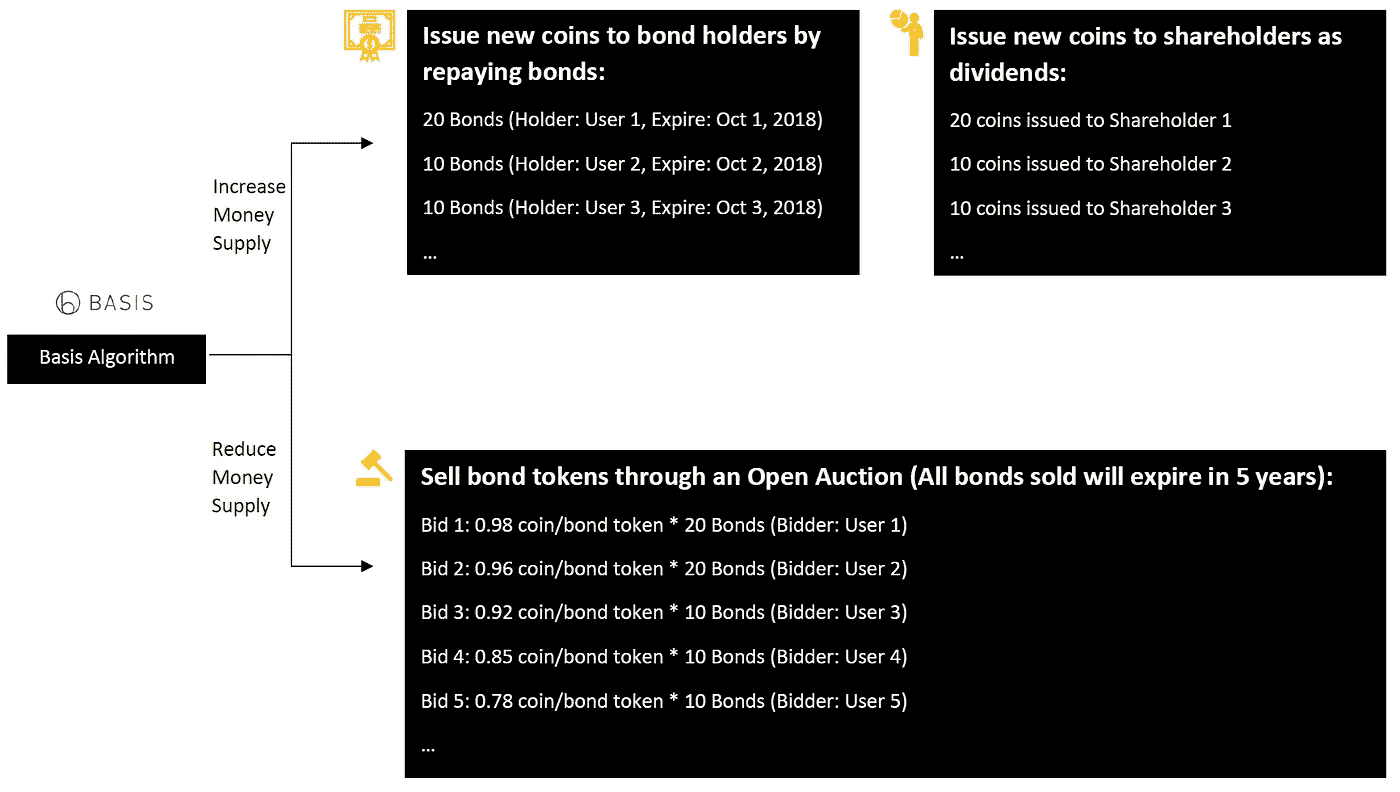 Issue new coins to bond holders by
repaying bonds:
20 Bonds (Holder: User 1, Expire: Oct 1, 2018)
10 Bonds (Holder: User 2, Expire: Oct 2, 2018)
10 Bonds (Holder: User 3, Expire: Oct 3, 2018)
...
Issue new coins to shareholders as
dividends:
20 coins issued to Shareholder 1
10 coins issued to Shareholder 2
10 coins issued to Shareholder 3
...
Increase
Money
Supply
BASIS
Basis Algorithm
Reduce
Money
Supply
Sell bond tokens through an Open Auction (All bonds sold will expire in 5 years):
Bid 1: 0.98 coin/bond token * 20 Bonds (Bidder: User 1)
Bid 2: 0.96 coin/bond token * 20 Bonds (Bidder: User 2)
Bid 3: 0.92 coin/bond token * 10 Bonds (Bidder: User 3)
Bid 4: 0.85 coin/bond token * 10 Bonds (Bidder: User 4)
Bid 5: 0.78 coin/bond token * 10 Bonds (Bidder: User 5)
...